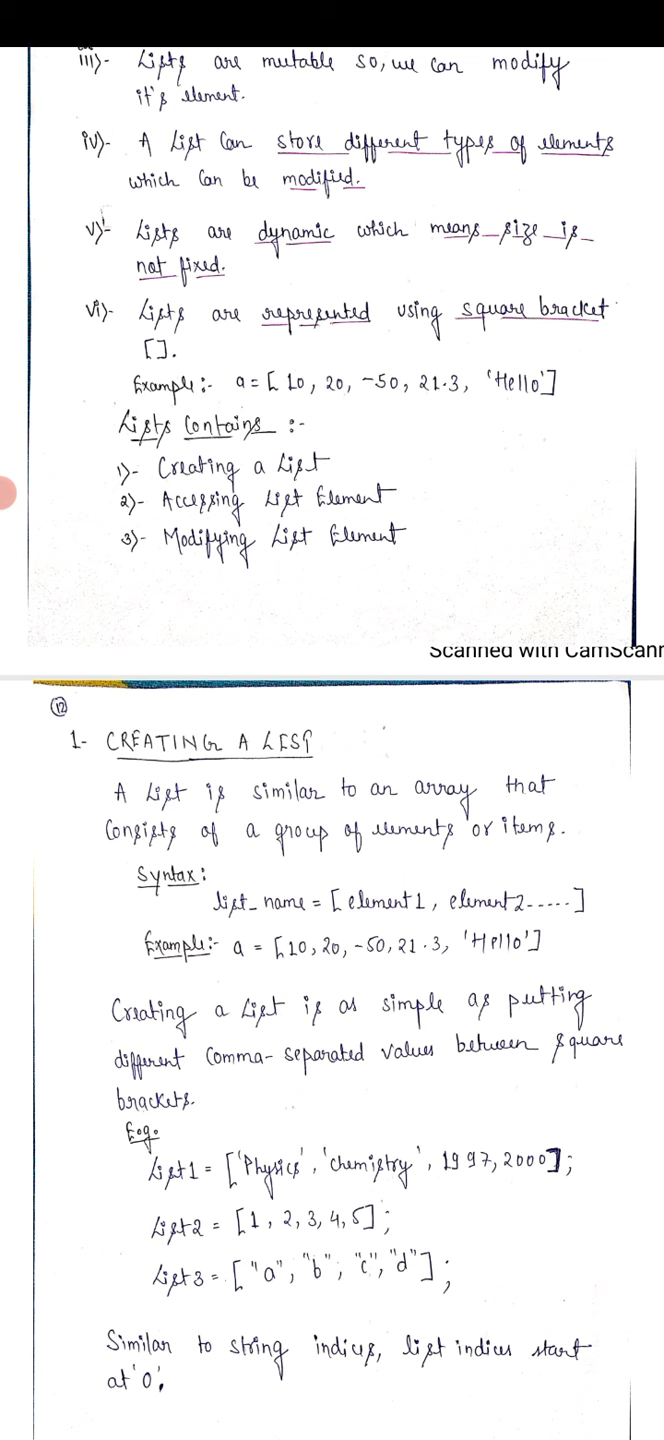 iii)- Lists are mutable so, we can modify
it's element.
iv)- A List Can store different types of elements
which Can be modified.
v)- Lists are dynamic which means size is
not fixed.
vi)- Lists are represented using square bracket
[].
Example:- a = [10, 20, -50, 21.3, 'Hello']
Lists Contains :-
1)- Creating a List
2)- Accessing List Element
3)- Modifying List Element
Scanned with CamScann
12
1- CREATING A LIST
A List is similar to an array that
Consists of a group of elements or items.
Syntax:
list_name = [element1, element2-----]
Example:- a = [10, 20, -50, 21.3, 'Hello']
Creating a List is as simple as putting
different Comma-separated values between square
brackets.
E.g.
List1 = ['Physics', 'chemistry', 1997, 2000];
List2 = [1, 2, 3, 4, 5];
List3 = ["a", "b", "c", "d"];
Similar to string indices, list indices start
at '0'.